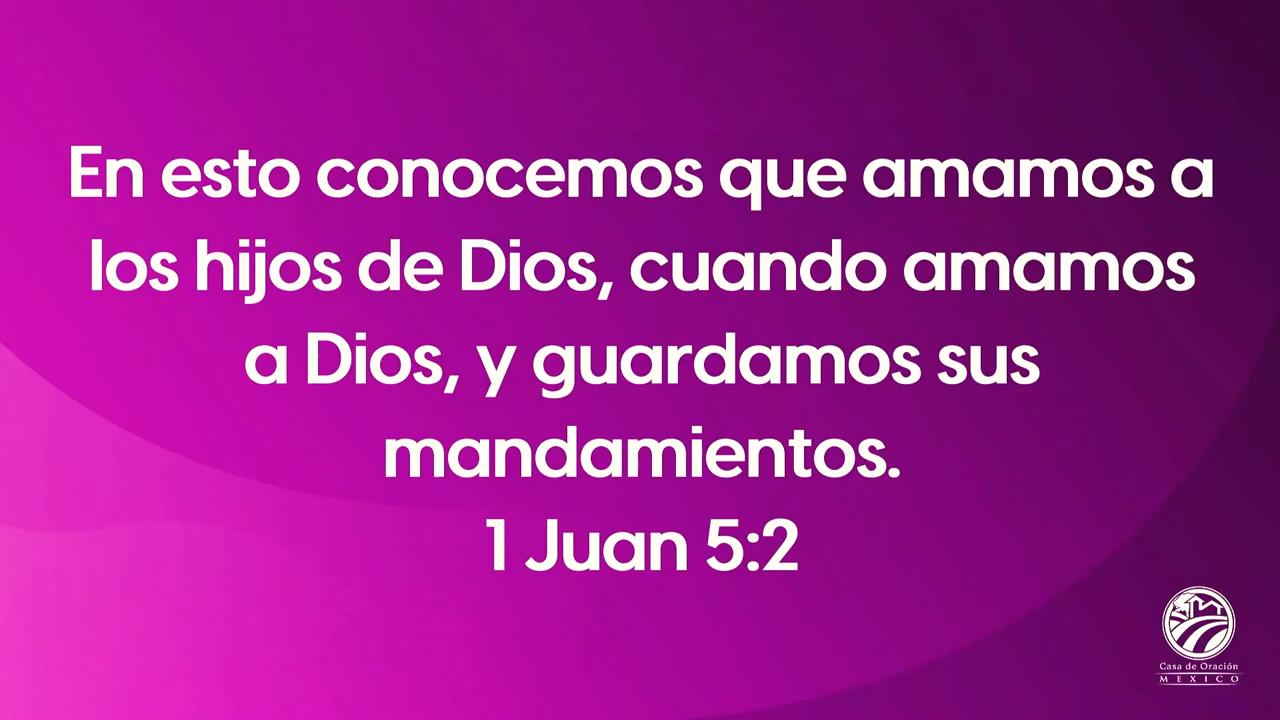 En esto conocemos que amamos a
los hijos de Dios, cuando amamos
a Dios, y guardamos sus
mandamientos.
1 Juan 5:2
Casa de Oración
MEXICO